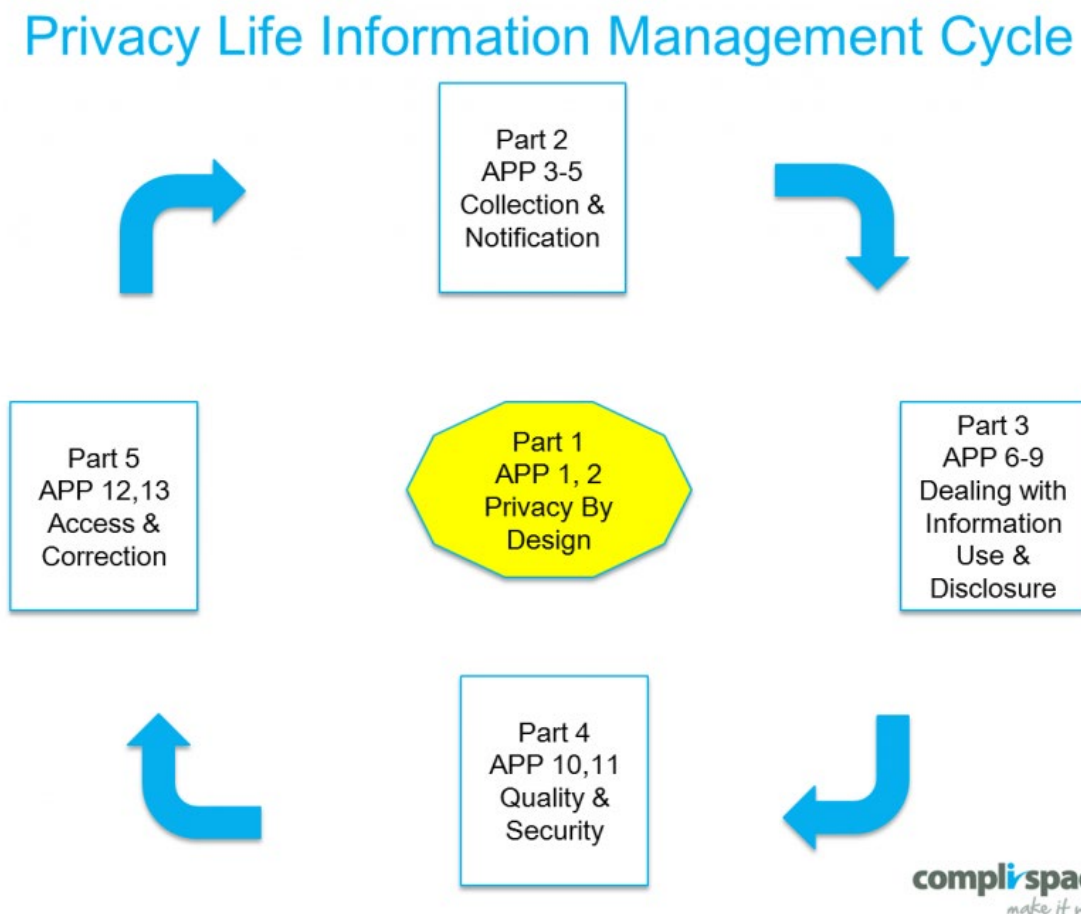 Privacy Life Information Management Cycle
Part 2
APP 3-5
Collection &
Notification
Part 3
APP 6-9
Dealing with
Information
Use &
Disclosure
Part 1
APP 1, 2
Privacy By
Design
Part 5
APP 12,13
Access &
Correction
Part 4
APP 10,11
Quality &
Security
make it